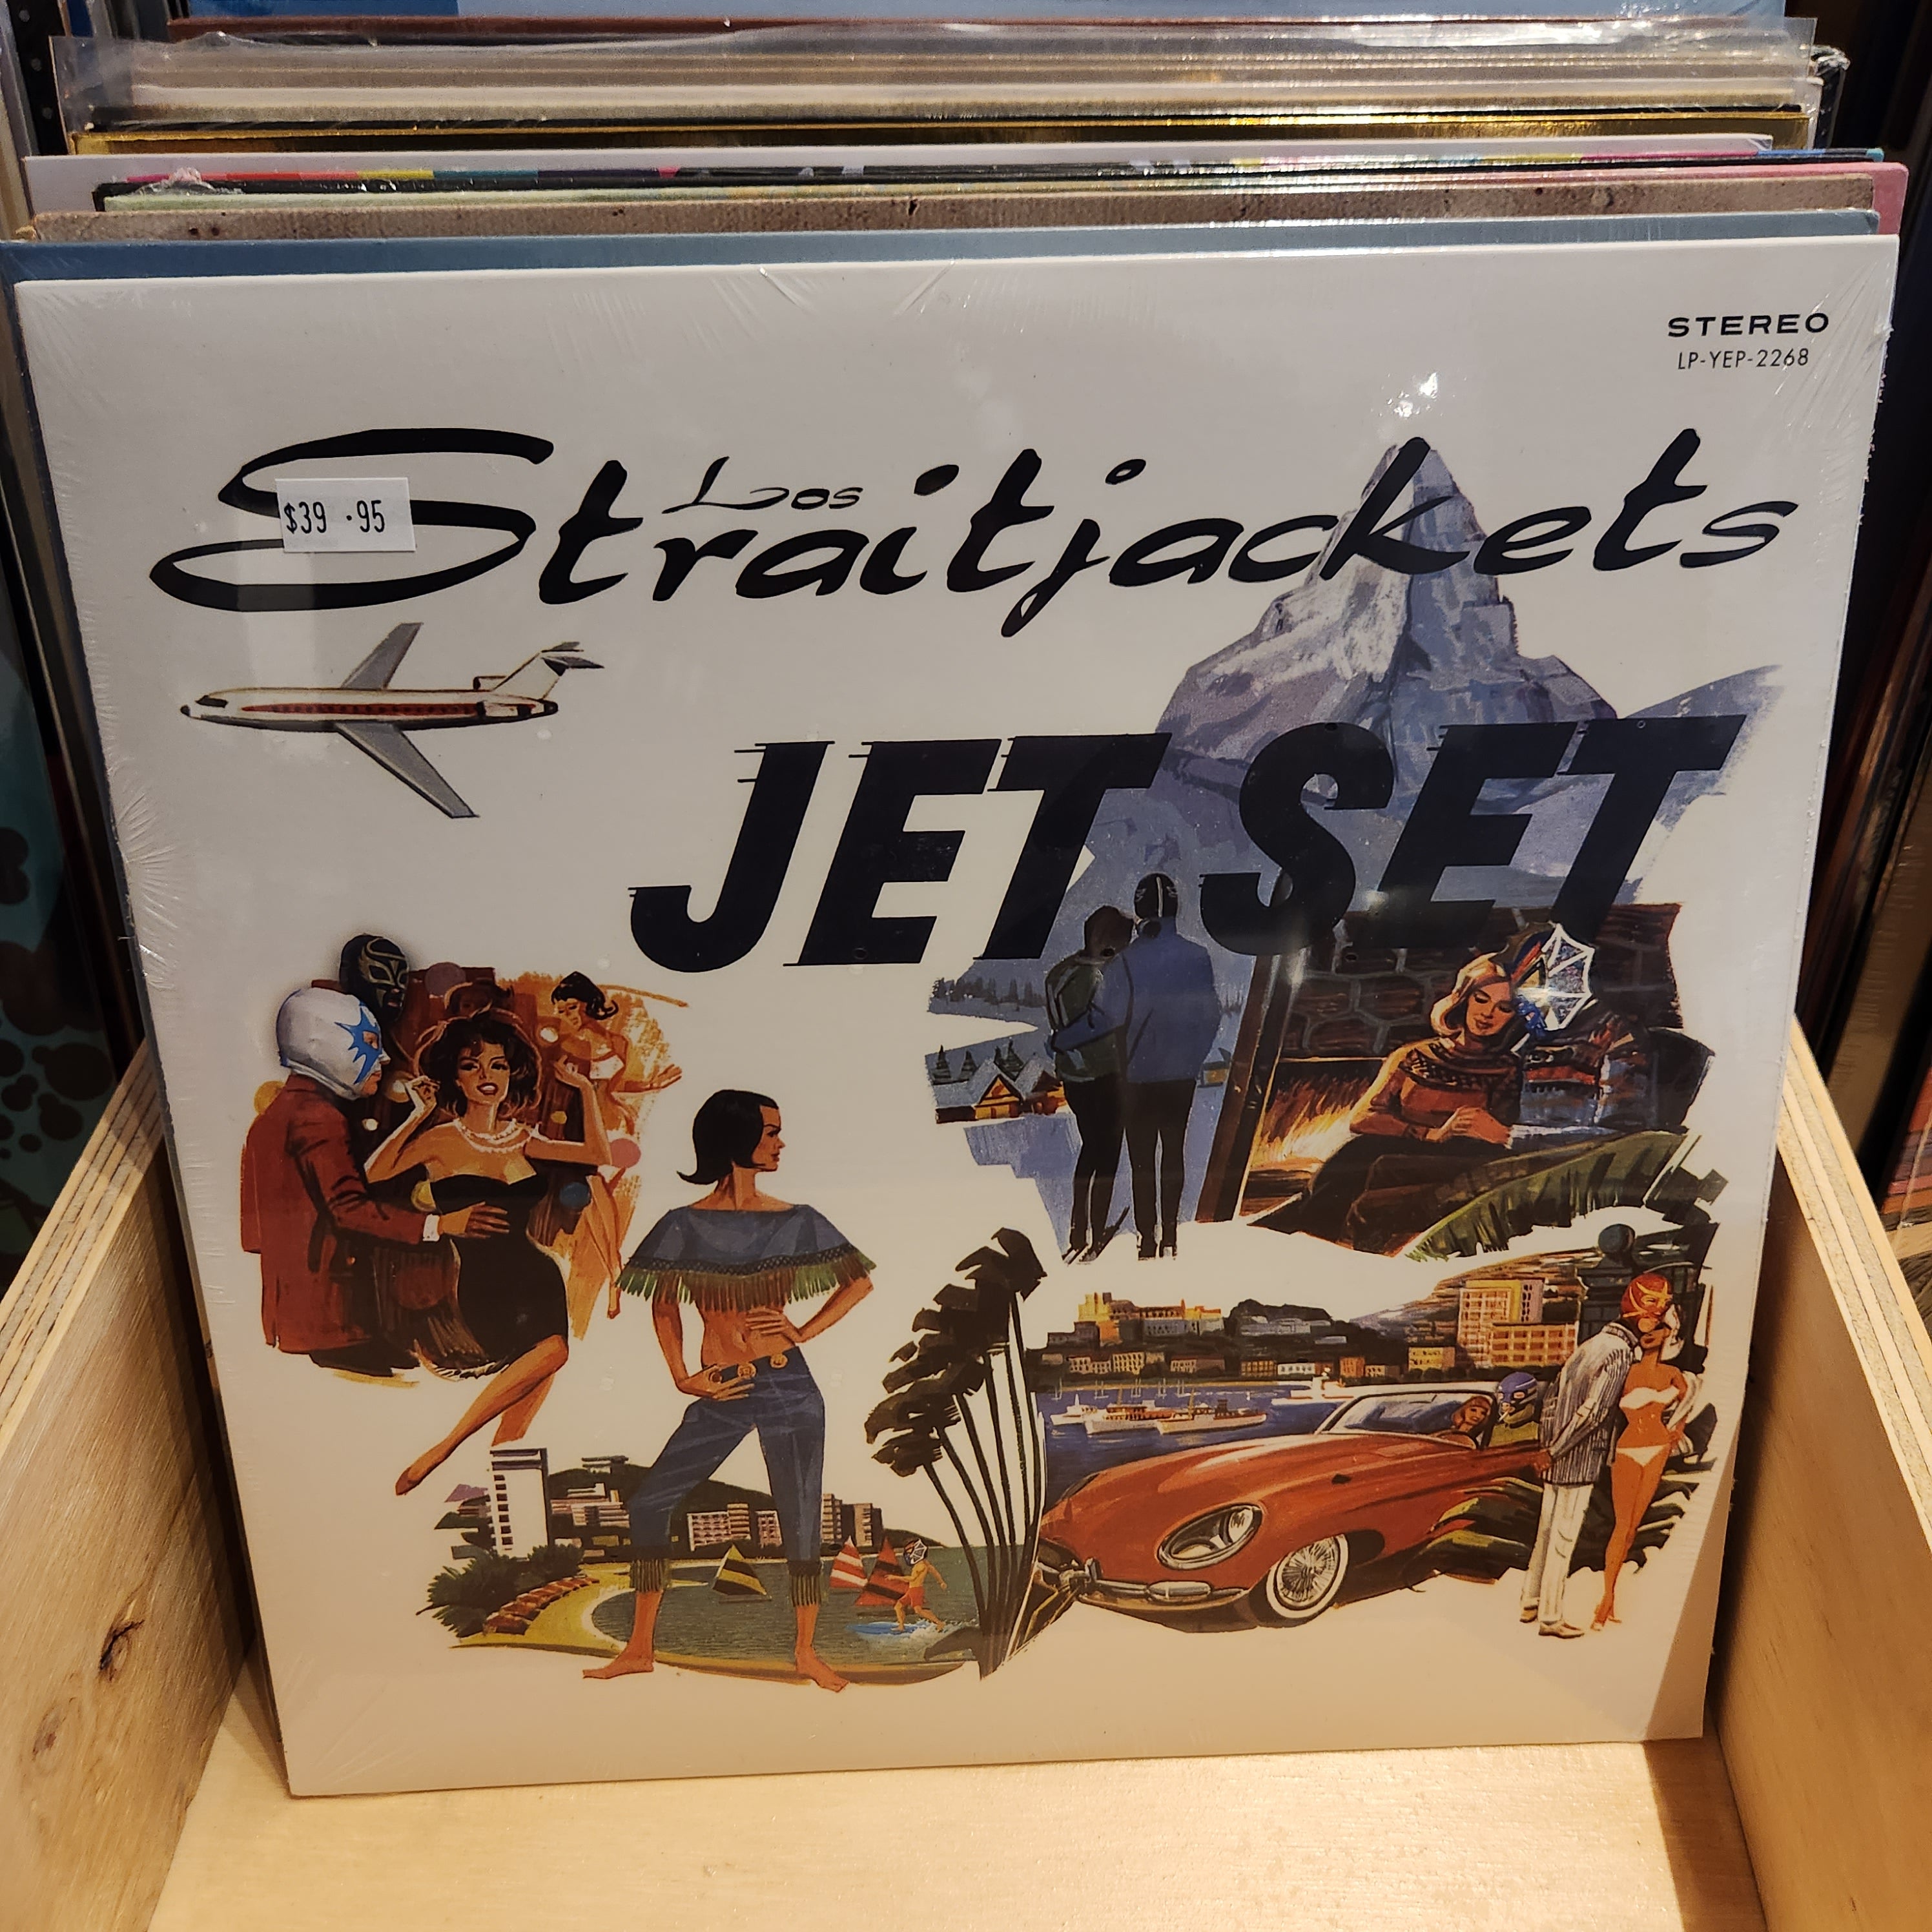 STEREO
LP-YEP-2268
Los
Straitjackets
$39 .95
JET SET